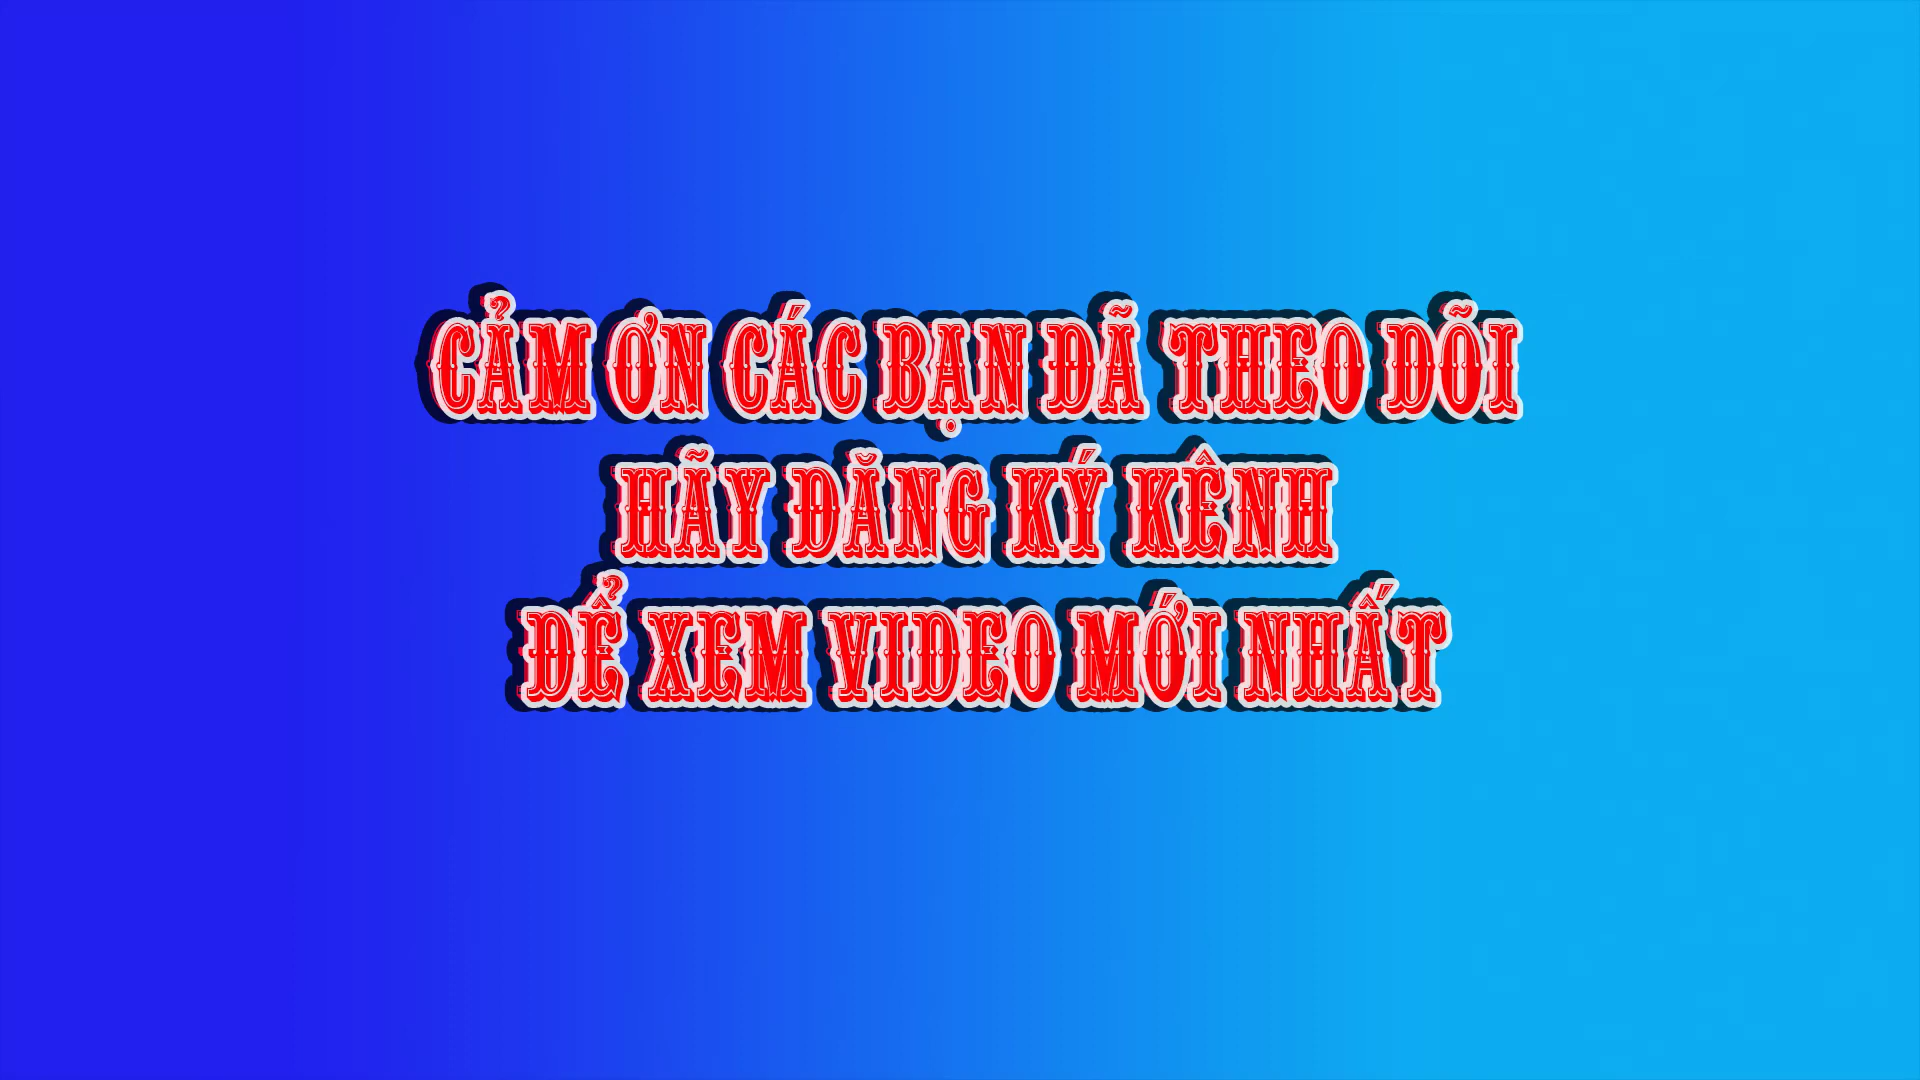 CẢM ƠN CÁC BẠN ĐÃ THEO DÕI
HÃY ĐĂNG KÝ KÊNH
ĐỂ XEM VIDEO MỚI NHẤT